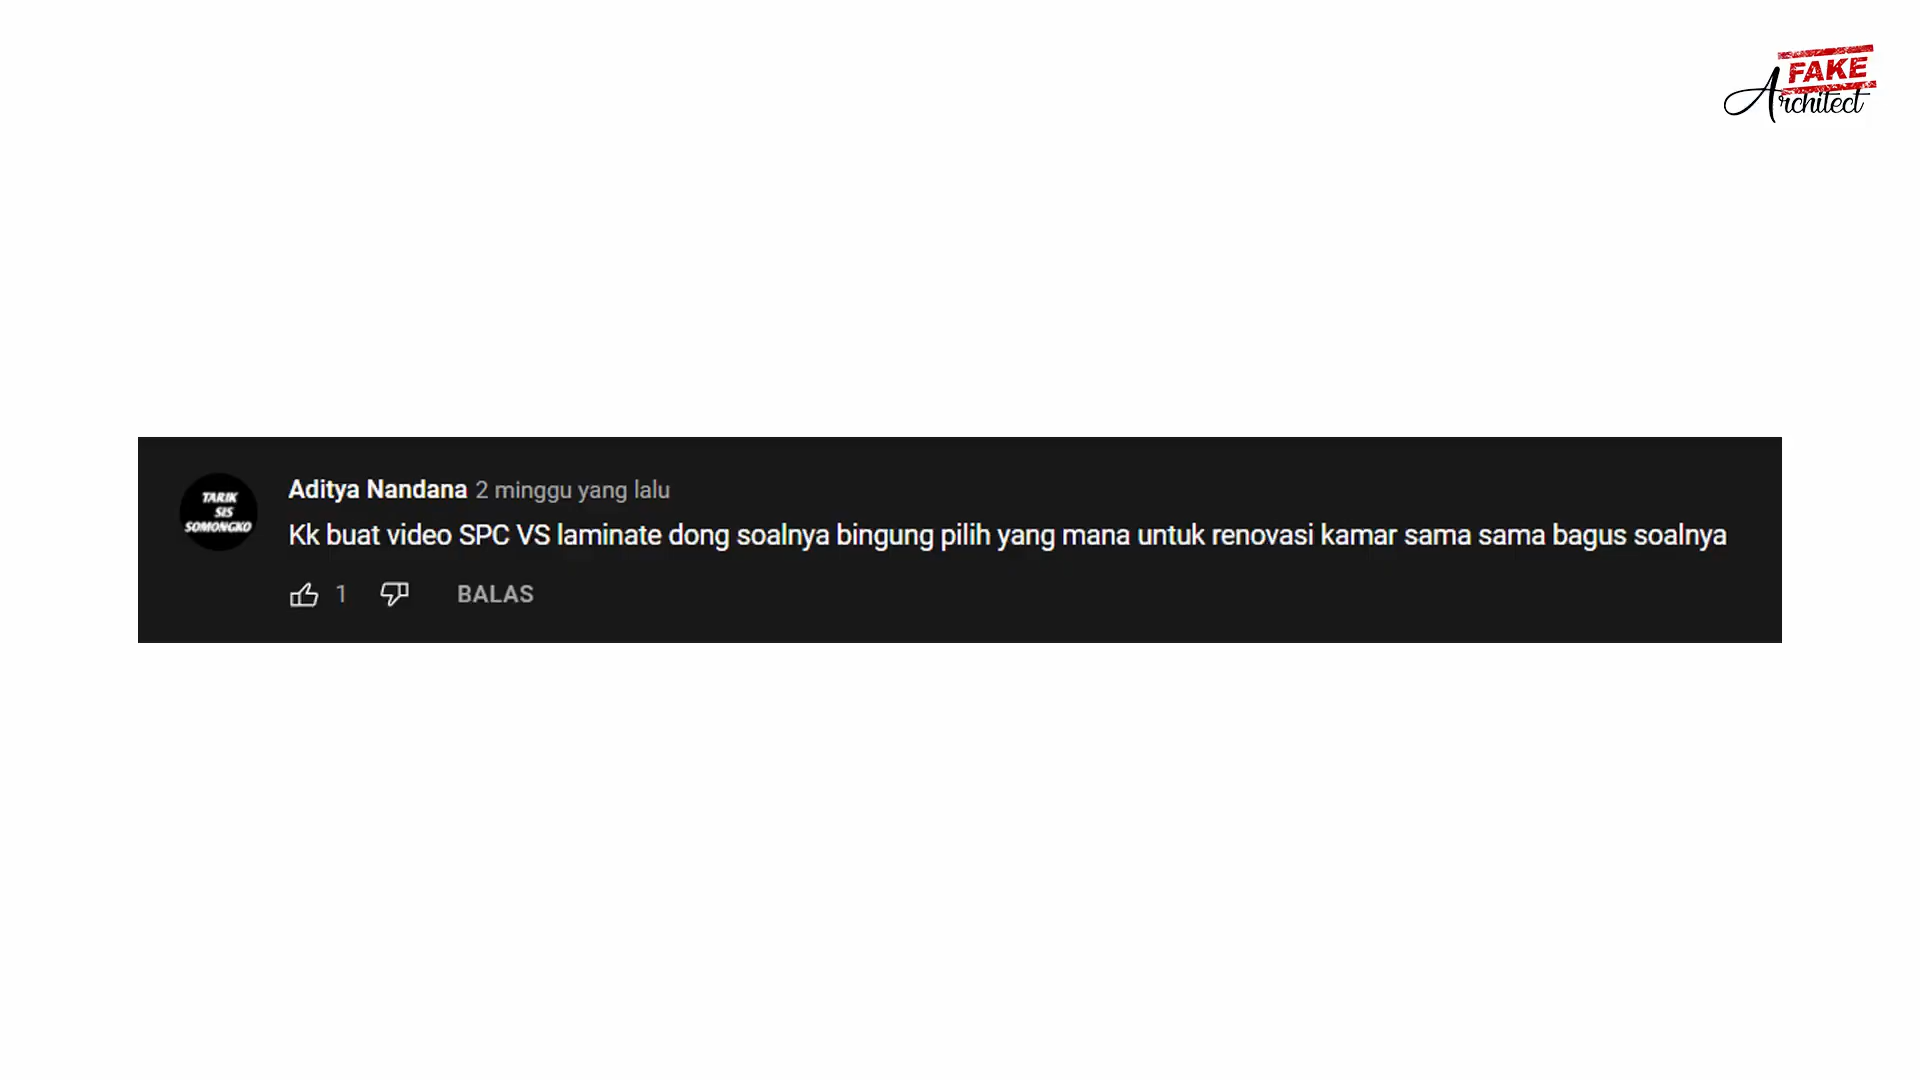 FAKE
Architect
Aditya Nandana 2 minggu yang lalu
TARIK
SIS
SOMONGKO
Kk buat video SPC VS laminate dong soalnya bingung pilih yang mana untuk renovasi kamar sama sama bagus soalnya
1 BALAS